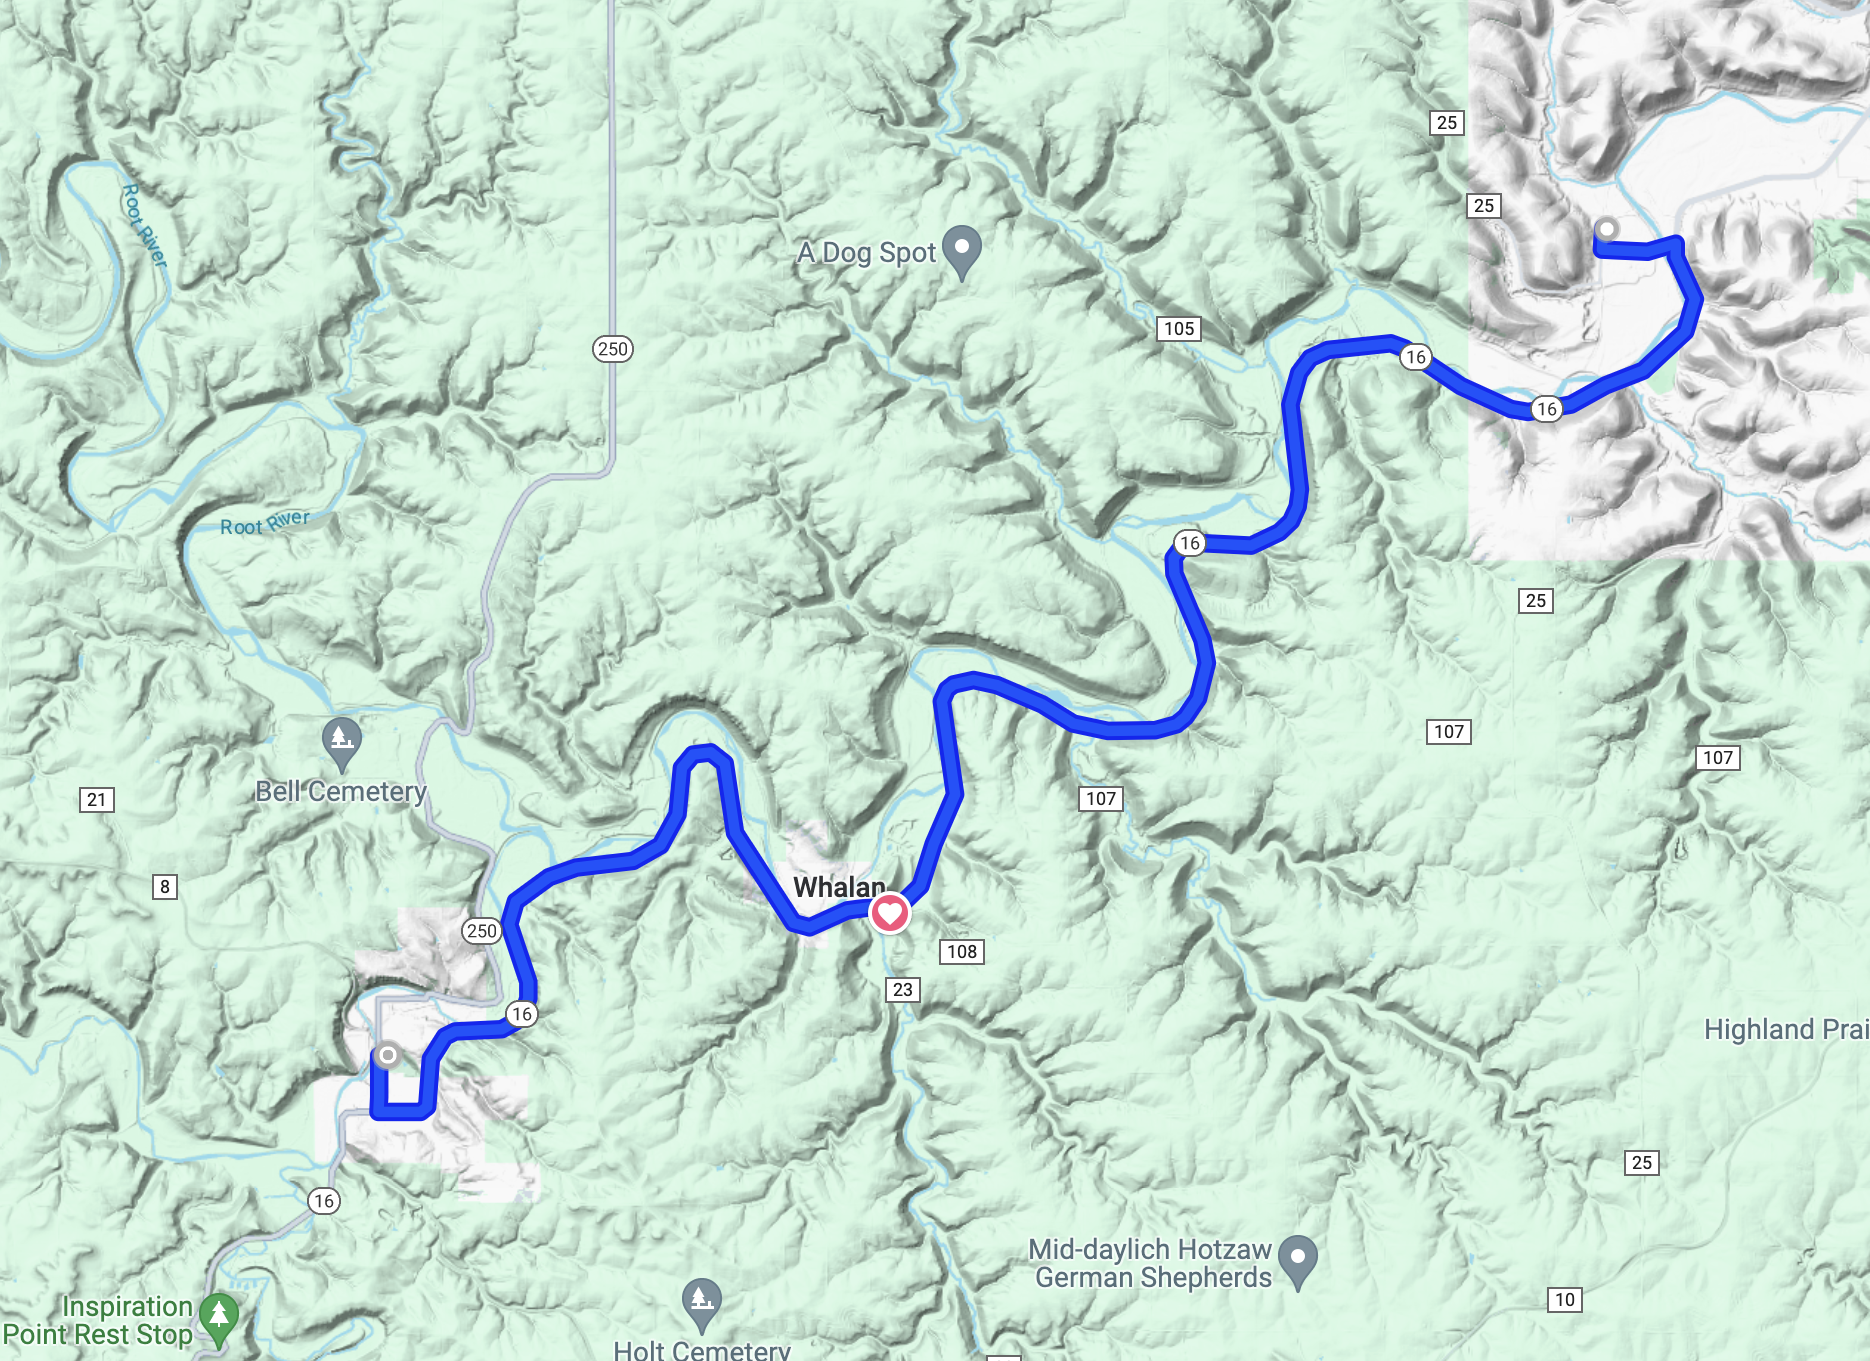 25
Root River
25
A Dog Spot
105
250
16
16
Root River
16
25
107
107
Bell Cemetery
21
107
8
Whalan
250
108
23
16
Highland Prai
25
16
Mid-daylich Hotzaw
German Shepherds
10
Inspiration
Point Rest Stop
Holt Cemetery